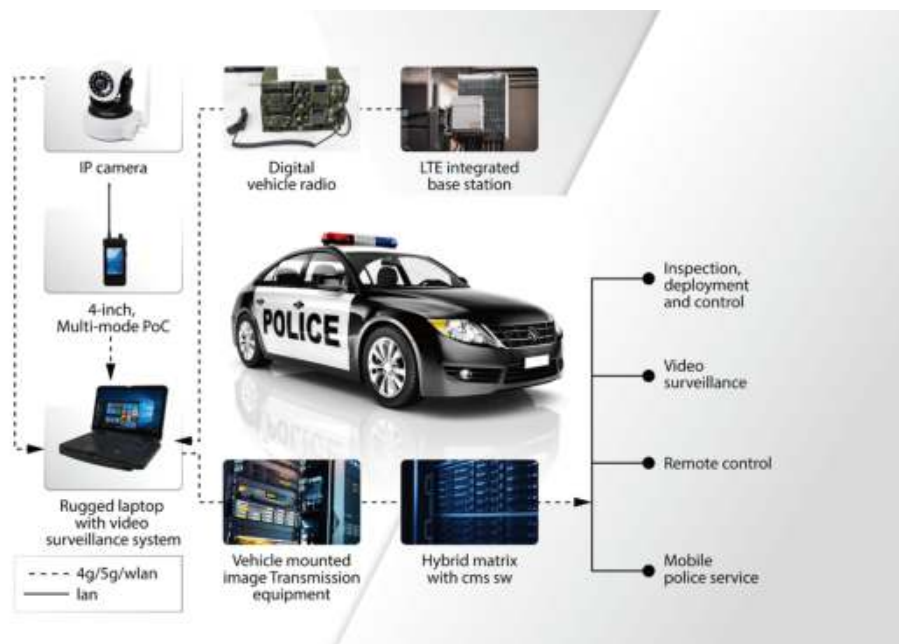 IP camera
Digital
vehicle radio
LTE integrated
base station
4-inch,
Multi-mode PoC
POLICE
Inspection,
deployment
and control
Video
surveillance
Remote control
Mobile
police service
Rugged laptop
with video
surveillance system
Vehicle mounted
image Transmission
equipment
Hybrid matrix
with cms sw
4g/5g/wlan
lan